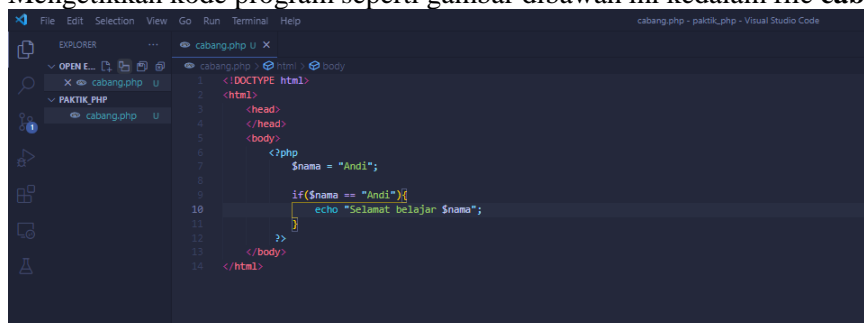 Mengetikkan kode program seperti gambar dibawah ini kedalam file cab
File Edit Selection View Go Run Terminal Help
cabang.php - paktik_php - Visual Studio Code
EXPLORER ...
cabang.php U X
OPEN E...
cabang.php > html > body
X cabang.php U
PAKTIK_PHP
cabang.php U
1
1 <!DOCTYPE html>
2 <html>
3 <head>
4 </head>
5 <body>
6 <?php
7 $nama = "Andi";
8
9 if($nama == "Andi"){
10 echo "Selamat belajar $nama";
11 }
12 ?>
13 </body>
14 </html>